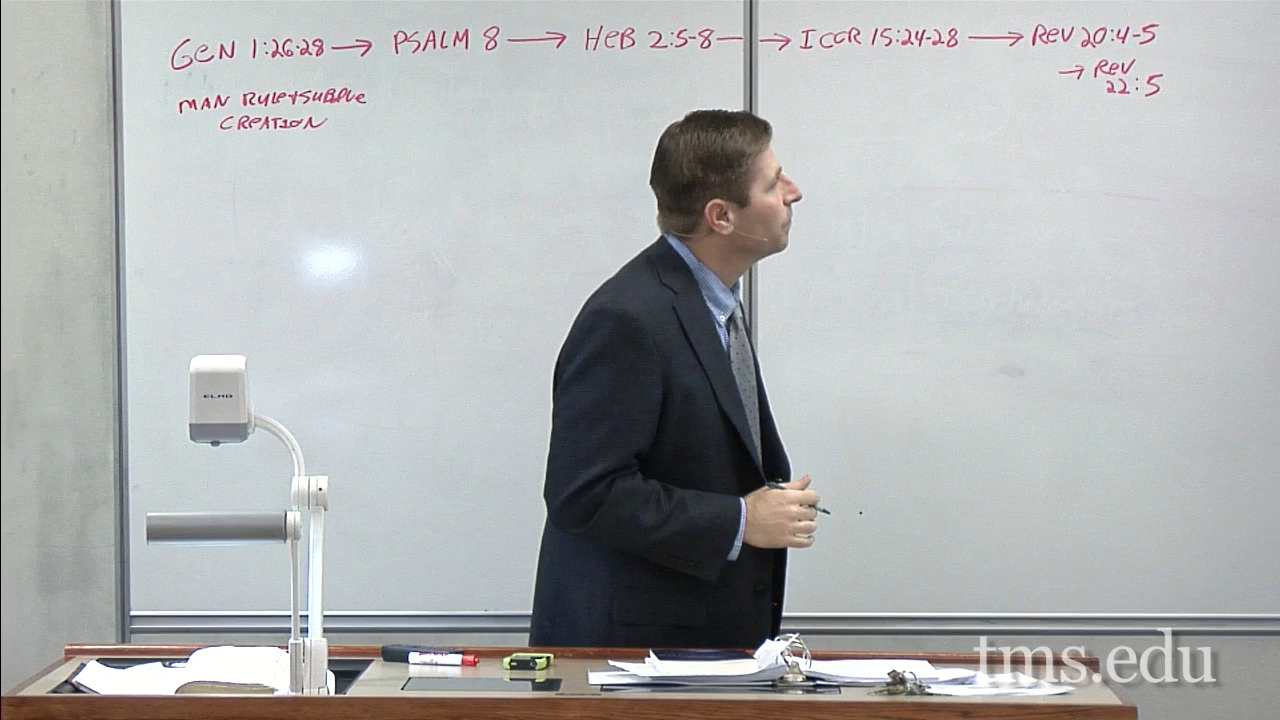 GEN 1:26-28 → PSALM 8 → HEB 2:5-8 → I COR 15:24-28 → REV 20:4-5
→ REV
22:5
MAN RULE + SUBDUE
CREATION
ELMO
tms.edu